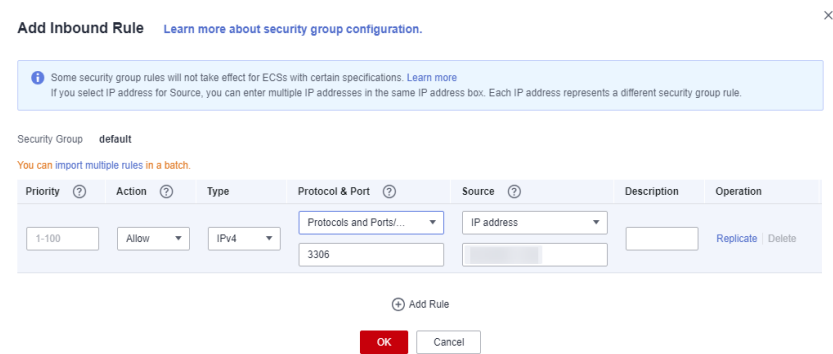 Add Inbound Rule Learn more about security group configuration.
Some security group rules will not take effect for ECSs with certain specifications. Learn more
If you select IP address for Source, you can enter multiple IP addresses in the same IP address box. Each IP address represents a different security group rule.
Security Group default
You can import multiple rules in a batch.
Priority ? Action ? Type Protocol & Port ? Source ? Description Operation
Protocols and Ports/... IP address
1-100 Allow IPv4 Replicate Delete
3306
Add Rule
OK Cancel